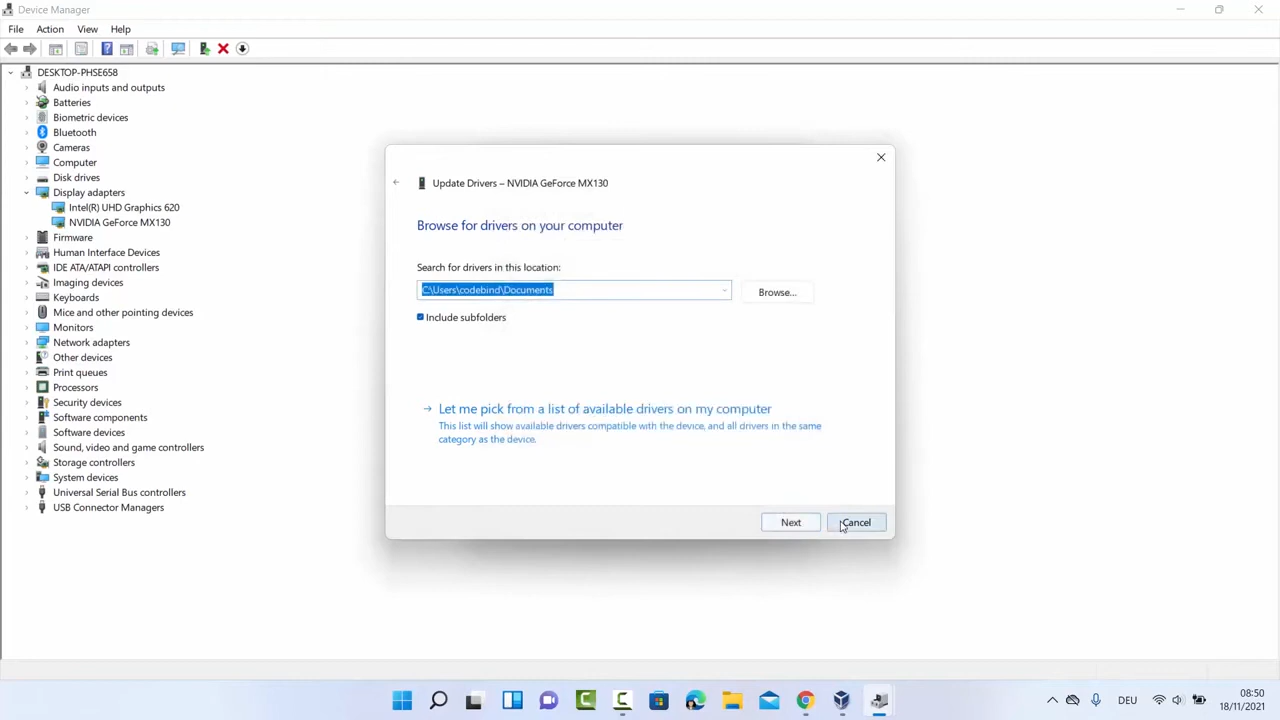 Device Manager
File Action View Help
DESKTOP-PHSE658
Audio inputs and outputs
Batteries
Biometric devices
Bluetooth
Cameras
Computer
Disk drives
Display adapters
Intel(R) UHD Graphics 620
NVIDIA GeForce MX130
Firmware
Human Interface Devices
IDE ATA/ATAPI controllers
Imaging devices
Keyboards
Mice and other pointing devices
Monitors
Network adapters
Other devices
Print queues
Processors
Security devices
Software components
Software devices
Sound, video and game controllers
Storage controllers
System devices
Universal Serial Bus controllers
USB Connector Managers
Update Drivers – NVIDIA GeForce MX130
Browse for drivers on your computer
Search for drivers in this location:
C:\Users\codebind\Documents
Browse...
Include subfolders
Let me pick from a list of available drivers on my computer
This list will show available drivers compatible with the device, and all drivers in the same
category as the device.
Next Cancel
DEU
08:50
18/11/2021